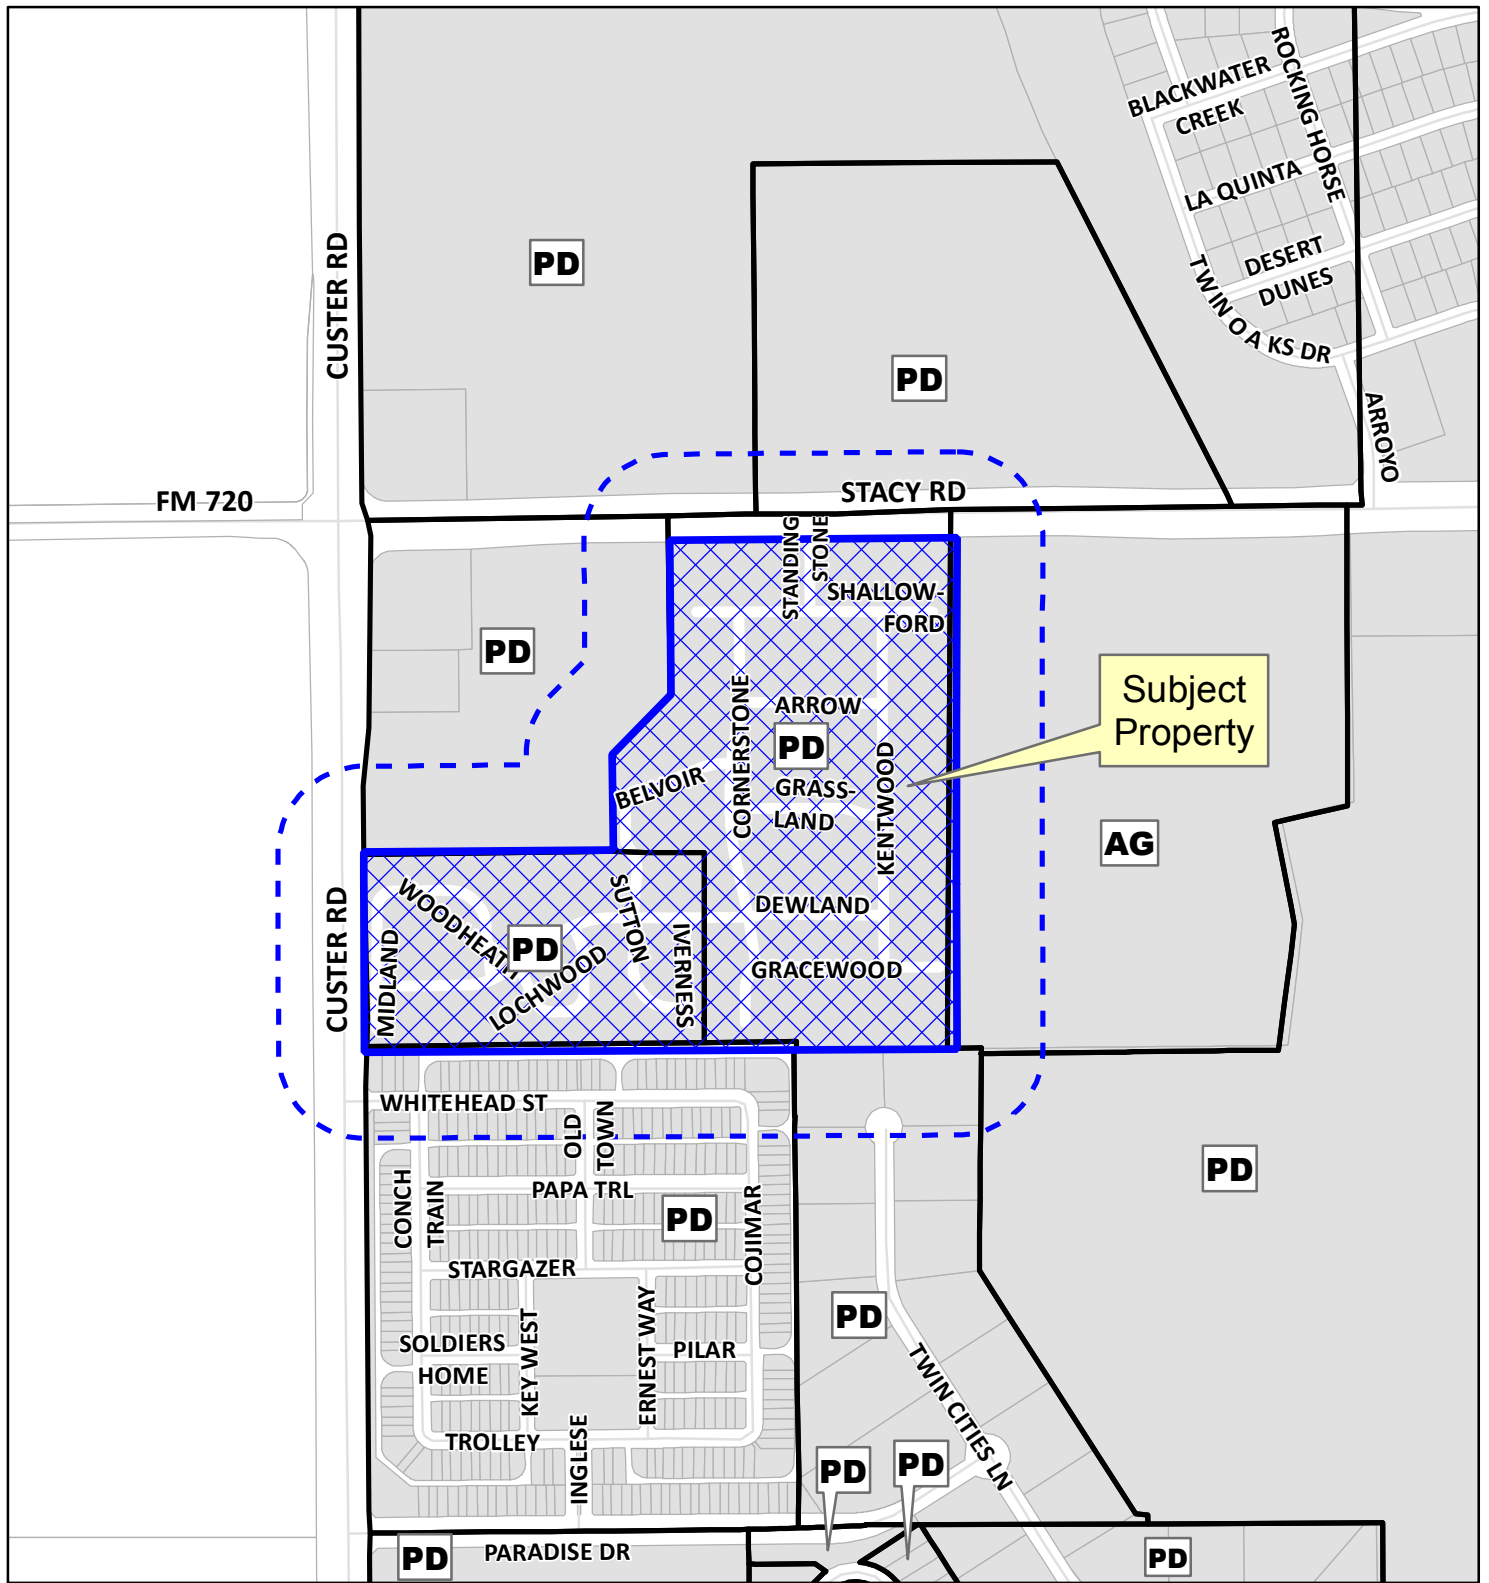 BLACKWATER
CREEK
ROCKING HORSE
LA QUINTA
DESERT
DUNES
TWIN OAKS DR
ARROYO
CUSTER RD
PD
PD
FM 720
STACY RD
STANDING
STONE
SHALLOW-
FORD
PD
CORNERSTONE
ARROW
PD
Subject
Property
BELVOIR
GRASS-
LAND
KENTWOOD
AG
CUSTER RD
WOODHEATH
PD
SUTTON
DEWLAND
MIDLAND
LOCHWOOD
IVERNESS
GRACEWOOD
WHITEHEAD ST
OLD
TOWN
CONCH
TRAIN
PAPA TRL
PD
COJIMAR
PD
STARGAZER
PD
SOLDIERS
HOME
KEY WEST
ERNEST WAY
PILAR
TWIN CITIES LN
TROLLEY
INGLESE
PD
PD
PD
PARADISE DR
PD